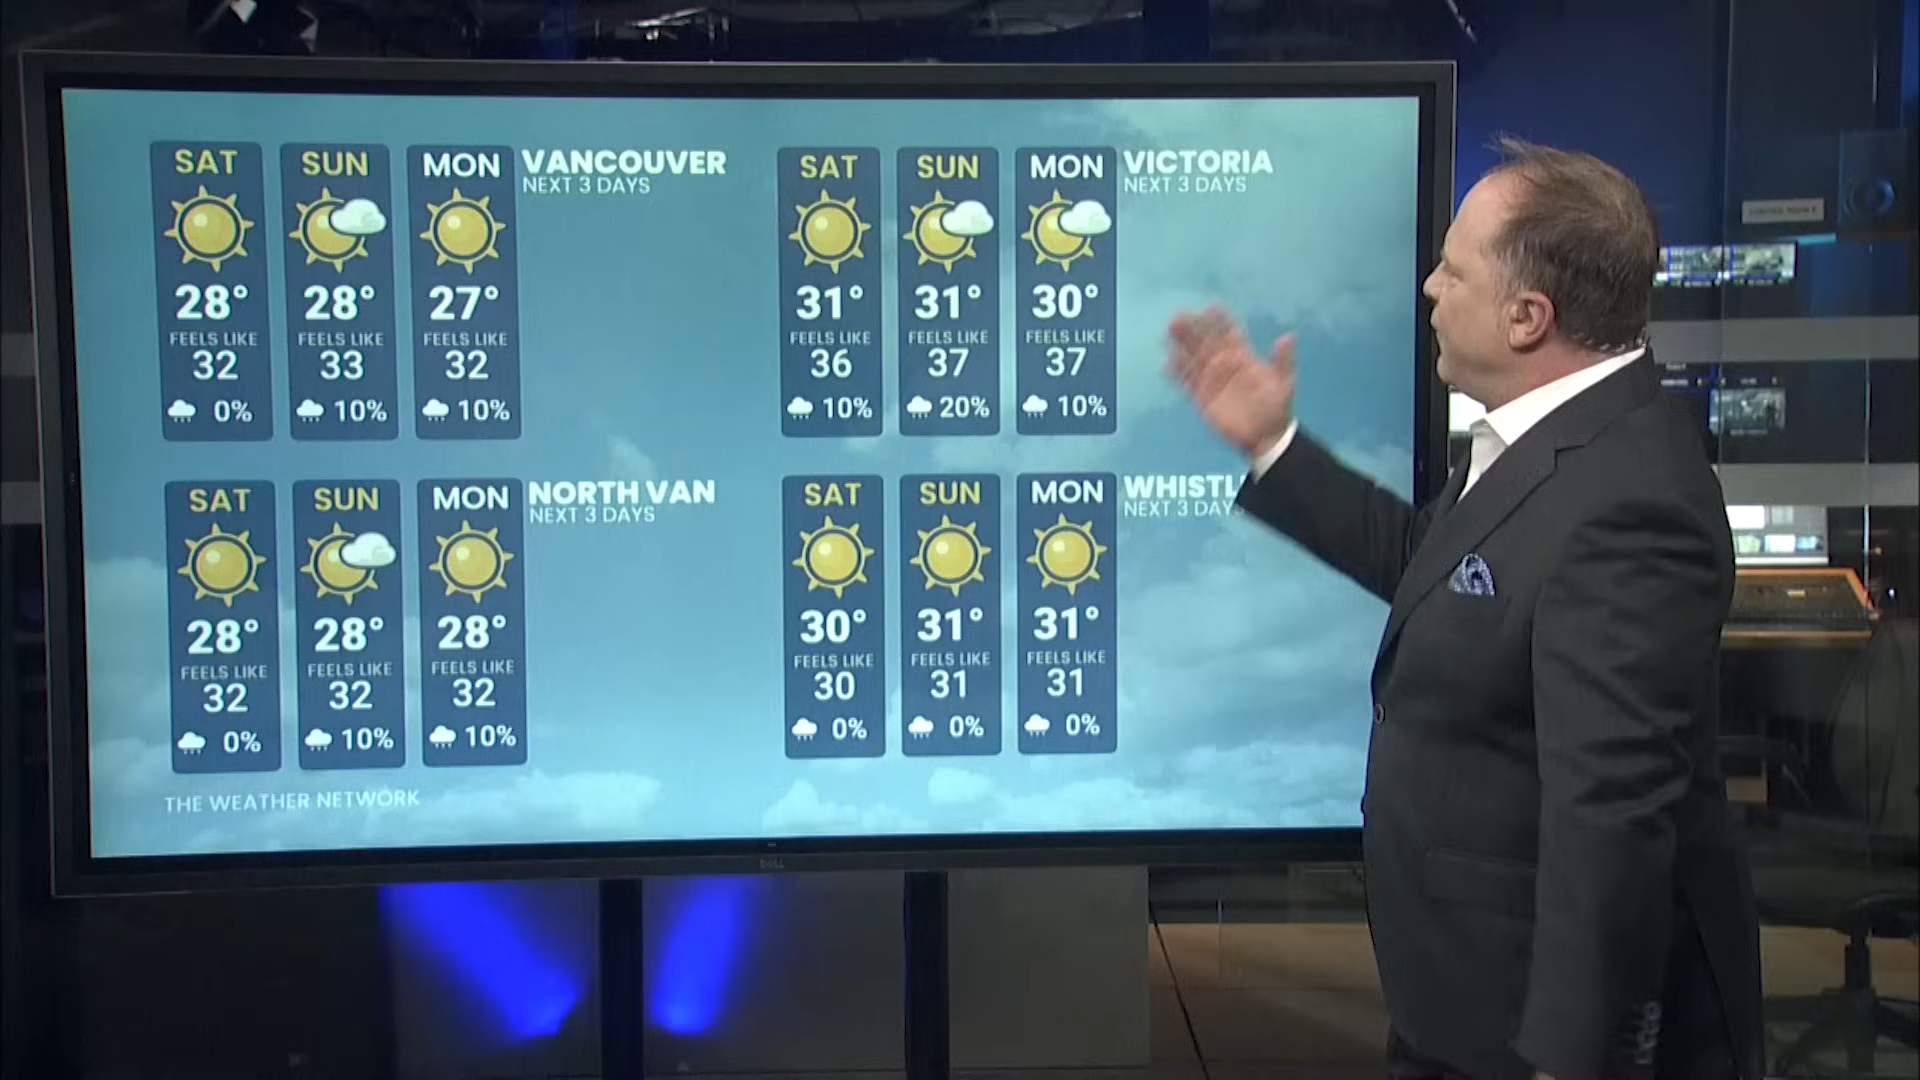 SAT SUN MON VANCOUVER
NEXT 3 DAYS
28° 28° 27°
FEELS LIKE FEELS LIKE FEELS LIKE
32 33 32
0% 10% 10%
SAT SUN MON VICTORIA
NEXT 3 DAYS
31° 31° 30°
FEELS LIKE FEELS LIKE FEELS LIKE
36 37 37
10% 20% 10%
SAT SUN MON NORTH VAN
NEXT 3 DAYS
28° 28° 28°
FEELS LIKE FEELS LIKE FEELS LIKE
32 32 32
0% 10% 10%
SAT SUN MON WHISTL
NEXT 3 DAYS
30° 31° 31°
FEELS LIKE FEELS LIKE FEELS LIKE
30 31 31
0% 0% 0%
THE WEATHER NETWORK
DELL